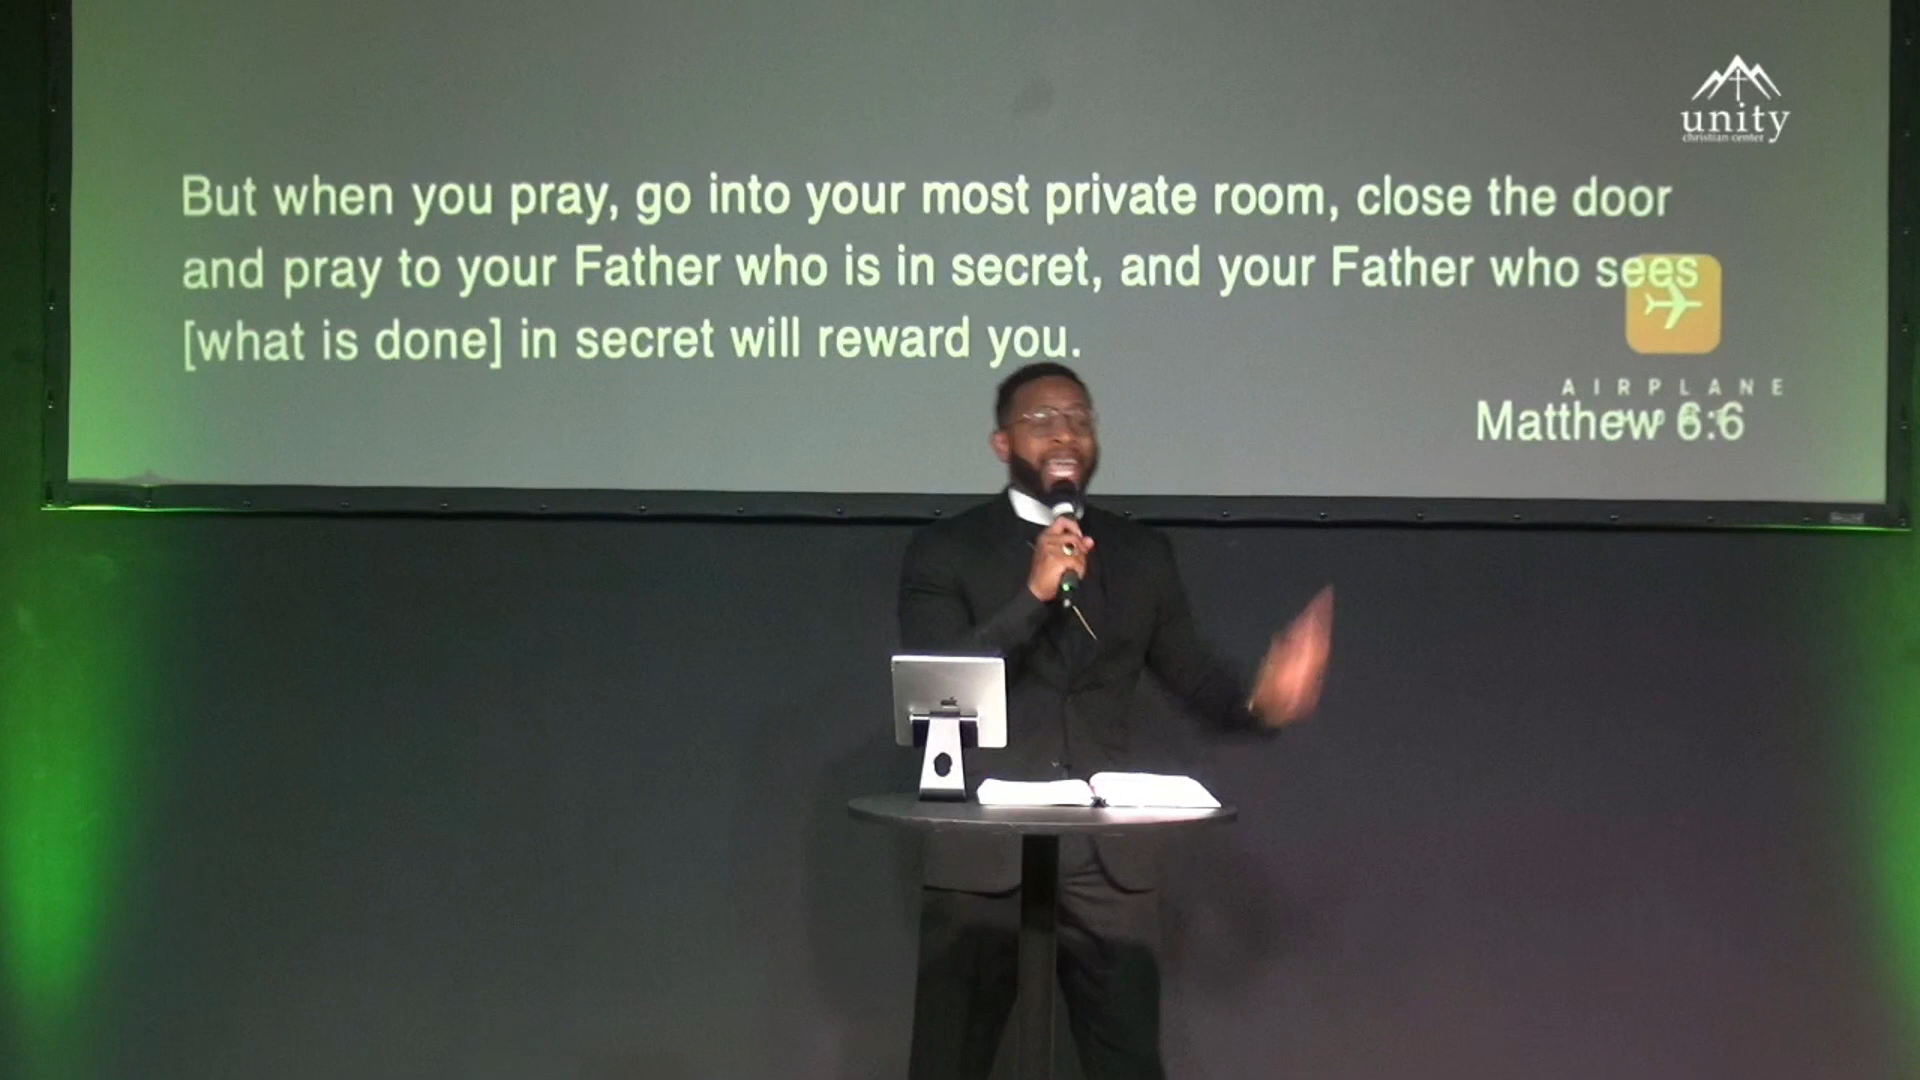 unity
christian center
But when you pray, go into your most private room, close the door
and pray to your Father who is in secret, and your Father who sees
[what is done] in secret will reward you.
AIRPLANE
Matthew 6:6